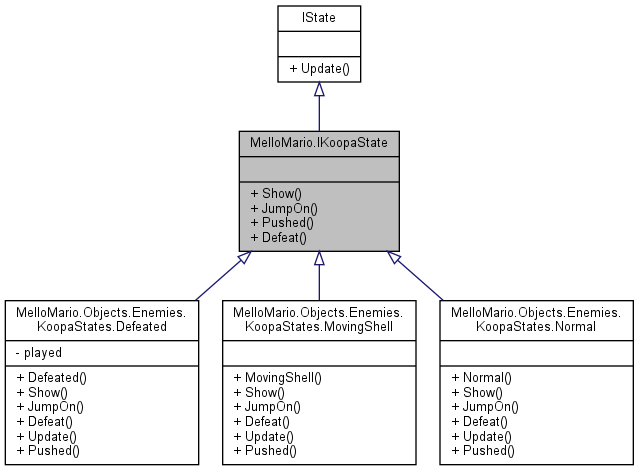 IState
+ Update()
MelloMario.IKoopaState
+ Show()
+ JumpOn()
+ Pushed()
+ Defeat()
MelloMario.Objects.Enemies.
KoopaStates.Defeated
- played
+ Defeated()
+ Show()
+ JumpOn()
+ Defeat()
+ Update()
+ Pushed()
MelloMario.Objects.Enemies.
KoopaStates.MovingShell
+ MovingShell()
+ Show()
+ JumpOn()
+ Defeat()
+ Update()
+ Pushed()
MelloMario.Objects.Enemies.
KoopaStates.Normal
+ Normal()
+ Show()
+ JumpOn()
+ Defeat()
+ Update()
+ Pushed()